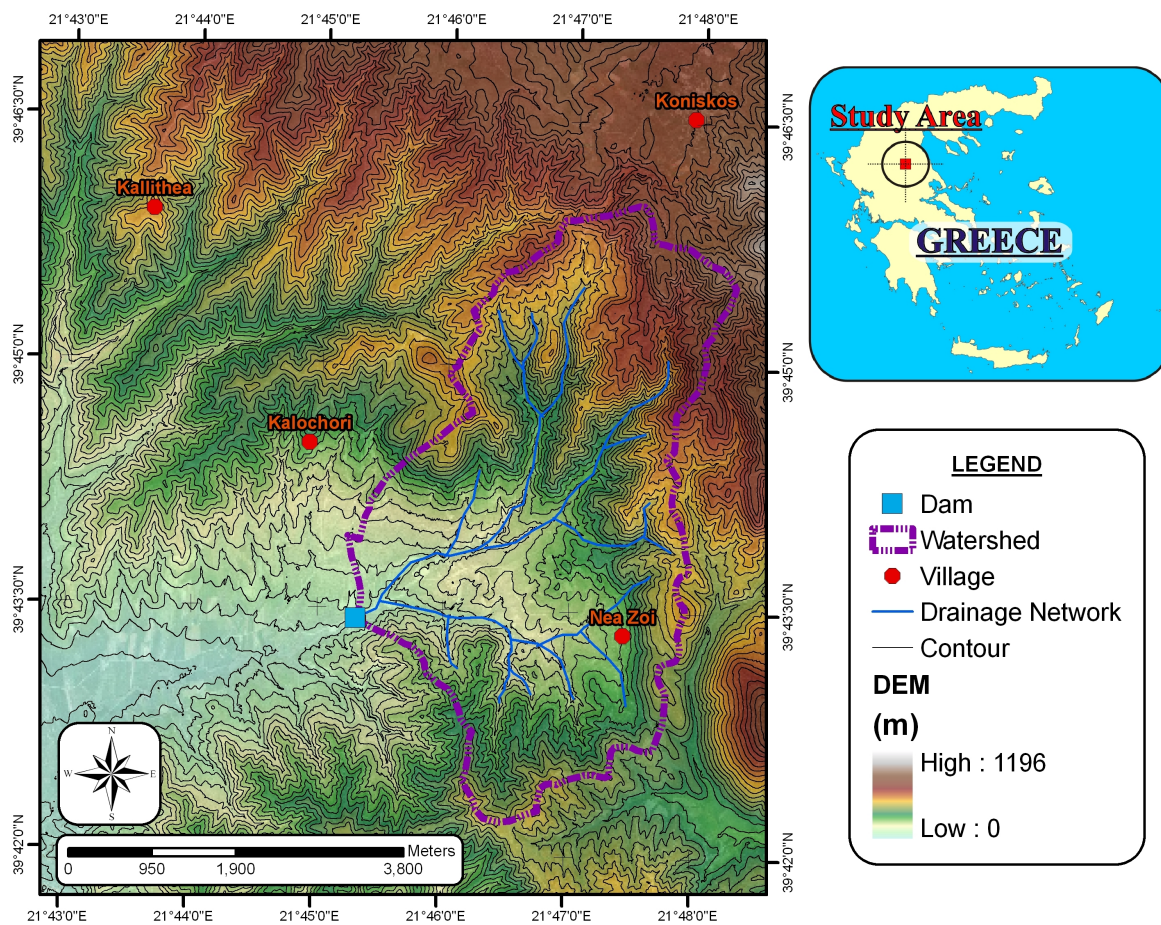 21°43'0"E 21°44'0"E 21°45'0"E 21°46'0"E 21°47'0"E 21°48'0"E
39°46'30"N
39°46'30"N
Koniskos
Kallithea
39°45'0"N
39°45'0"N
Kalochori
39°43'30"N
39°43'30"N
Nea Zoi
N
W E
S
Meters
0 950 1,900 3,800
39°42'0"N
39°42'0"N
21°43'0"E 21°44'0"E 21°45'0"E 21°46'0"E 21°47'0"E 21°48'0"E
Study Area
GREECE
LEGEND
Dam
Watershed
Village
Drainage Network
Contour
DEM
(m)
High : 1196
Low : 0